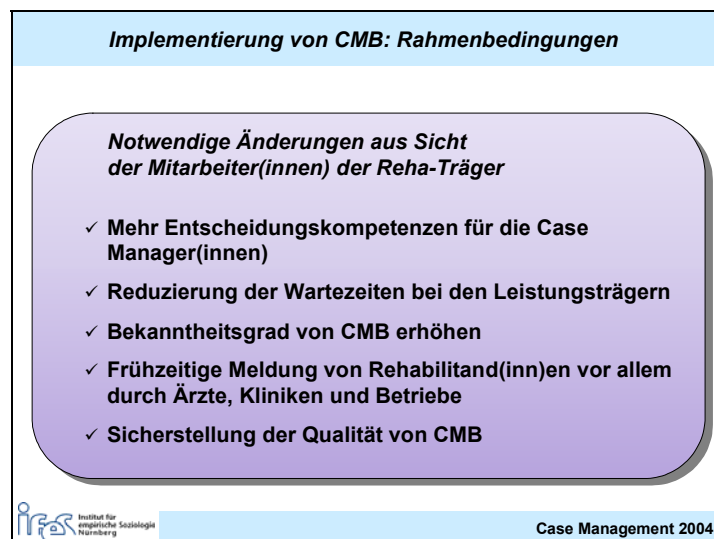 Implementierung von CMB: Rahmenbedingungen
Notwendige Änderungen aus Sicht
der Mitarbeiter(innen) der Reha-Träger
✓ Mehr Entscheidungskompetenzen für die Case
Manager(innen)
✓ Reduzierung der Wartezeiten bei den Leistungsträgern
✓ Bekanntheitsgrad von CMB erhöhen
✓ Frühzeitige Meldung von Rehabilitand(inn)en vor allem
durch Ärzte, Kliniken und Betriebe
✓ Sicherstellung der Qualität von CMB
ifes
Institut für
empirische Soziologie
Nürnberg
Case Management 2004